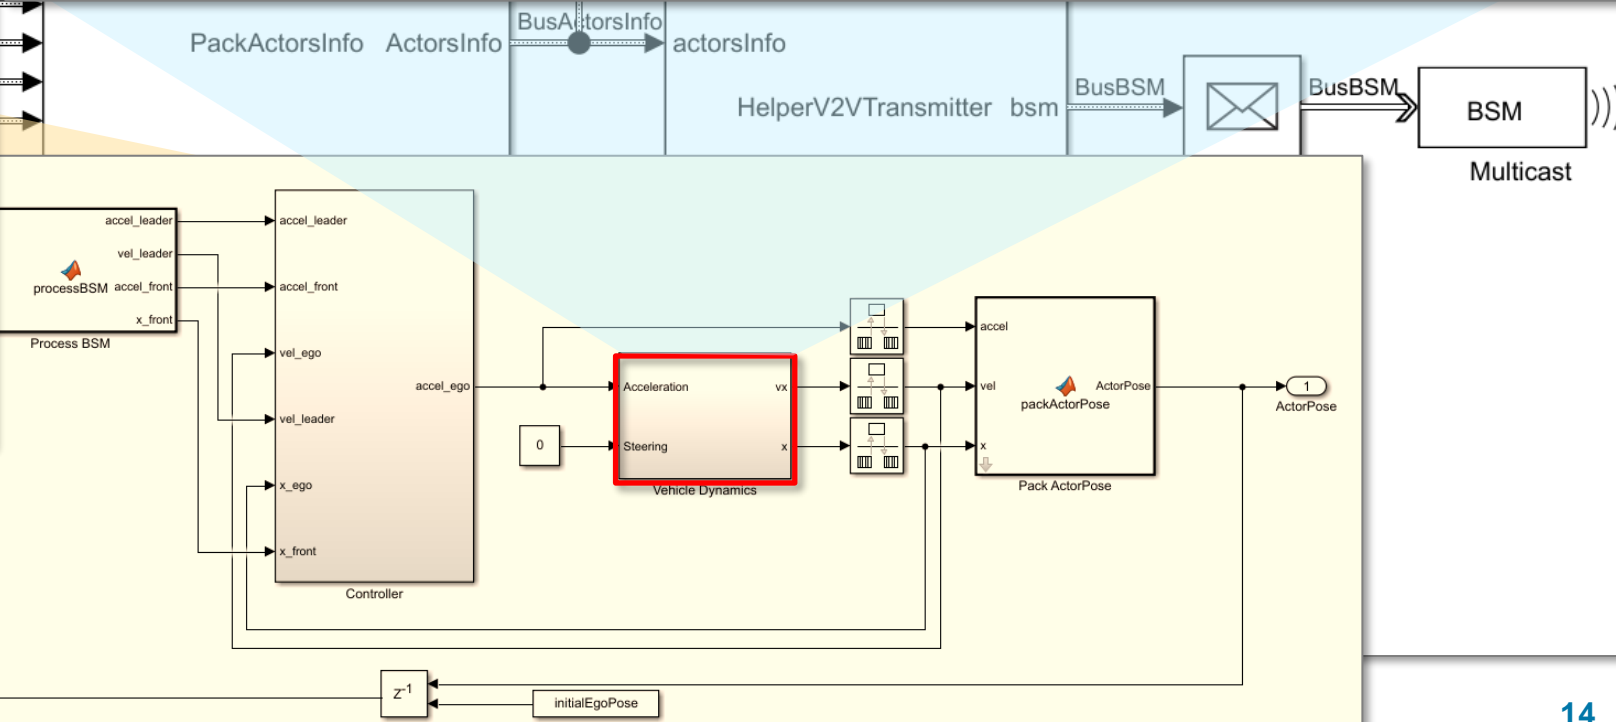 BusActorsInfo
PackActorsInfo ActorsInfo
actorsInfo
HelperV2VTransmitter bsm
BusBSM
BusBSM
BSM
Multicast
accel_leader
vel_leader
processBSM accel_front
x_front
Process BSM
accel_leader
accel_front
vel_ego
accel_ego
vel_leader
x_ego
x_front
Controller
0
Acceleration vx
Steering x
Vehicle Dynamics
accel
vel ActorPose
packActorPose
x
Pack ActorPose
1
ActorPose
z-1
initialEgoPose
14